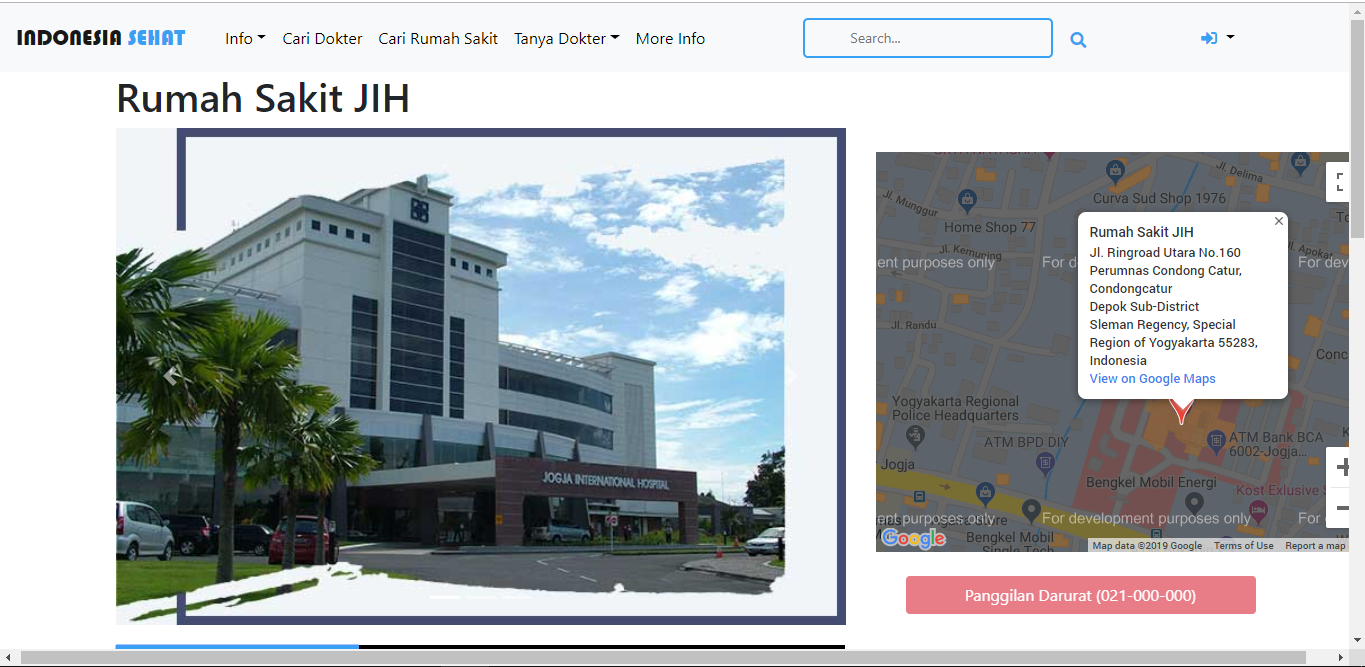 INDONESIA SEHAT
Info
Cari Dokter
Cari Rumah Sakit
Tanya Dokter
More Info
Search...
Rumah Sakit JIH
JOGJA INTERNATIONAL HOSPITAL
Jl. Delima
Curva Sud Shop 1976
Jl. Munggur
Home Shop 77
Jl. Kemuning
Jl. Apokat
ent purposes only
For d
For dev
Rumah Sakit JIH
Jl. Ringroad Utara No.160
Perumnas Condong Catur,
Condongcatur
Depok Sub-District
Sleman Regency, Special
Region of Yogyakarta 55283,
Indonesia
View on Google Maps
Jl. Randu
Conc
Yogyakarta Regional
Police Headquarters
ATM BPD DIY
ATM Bank BCA
6002-Jogja...
Jogja
Bengkel Mobil Energi
Kost Exlusive S
ent purposes only
For development purposes only
For
Bengkel Mobil
Single Tech
Google
Map data ©2019 Google
Terms of Use
Report a map
Panggilan Darurat (021-000-000)